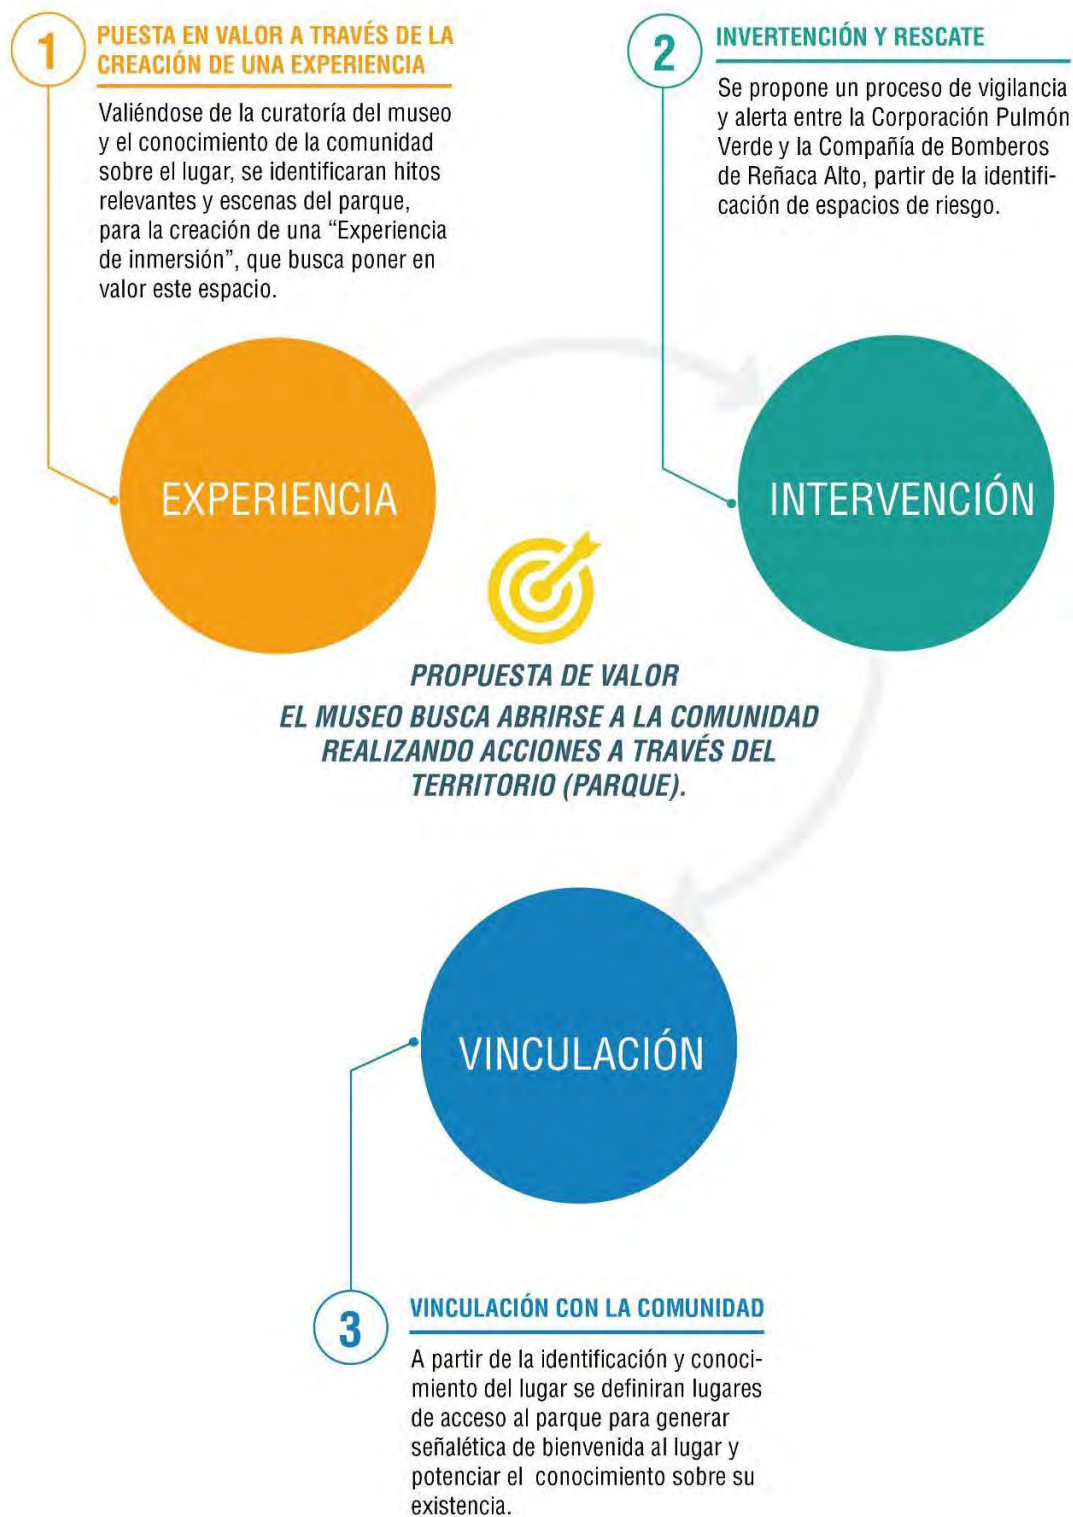 1
PUESTA EN VALOR A TRAVÉS DE LA
CREACIÓN DE UNA EXPERIENCIA
Valiéndose de la curatoría del museo
y el conocimiento de la comunidad
sobre el lugar, se identificaran hitos
relevantes y escenas del parque,
para la creación de una “Experiencia
de inmersión”, que busca poner en
valor este espacio.
2
INVERTENCIÓN Y RESCATE
Se propone un proceso de vigilancia
y alerta entre la Corporación Pulmón
Verde y la Compañía de Bomberos
de Reñaca Alto, partir de la identifi-
cación de espacios de riesgo.
EXPERIENCIA
INTERVENCIÓN
PROPUESTA DE VALOR
EL MUSEO BUSCA ABRIRSE A LA COMUNIDAD
REALIZANDO ACCIONES A TRAVÉS DEL
TERRITORIO (PARQUE).
VINCULACIÓN
3
VINCULACIÓN CON LA COMUNIDAD
A partir de la identificación y conoci-
miento del lugar se definiran lugares
de acceso al parque para generar
señalética de bienvenida al lugar y
potenciar el conocimiento sobre su
existencia.